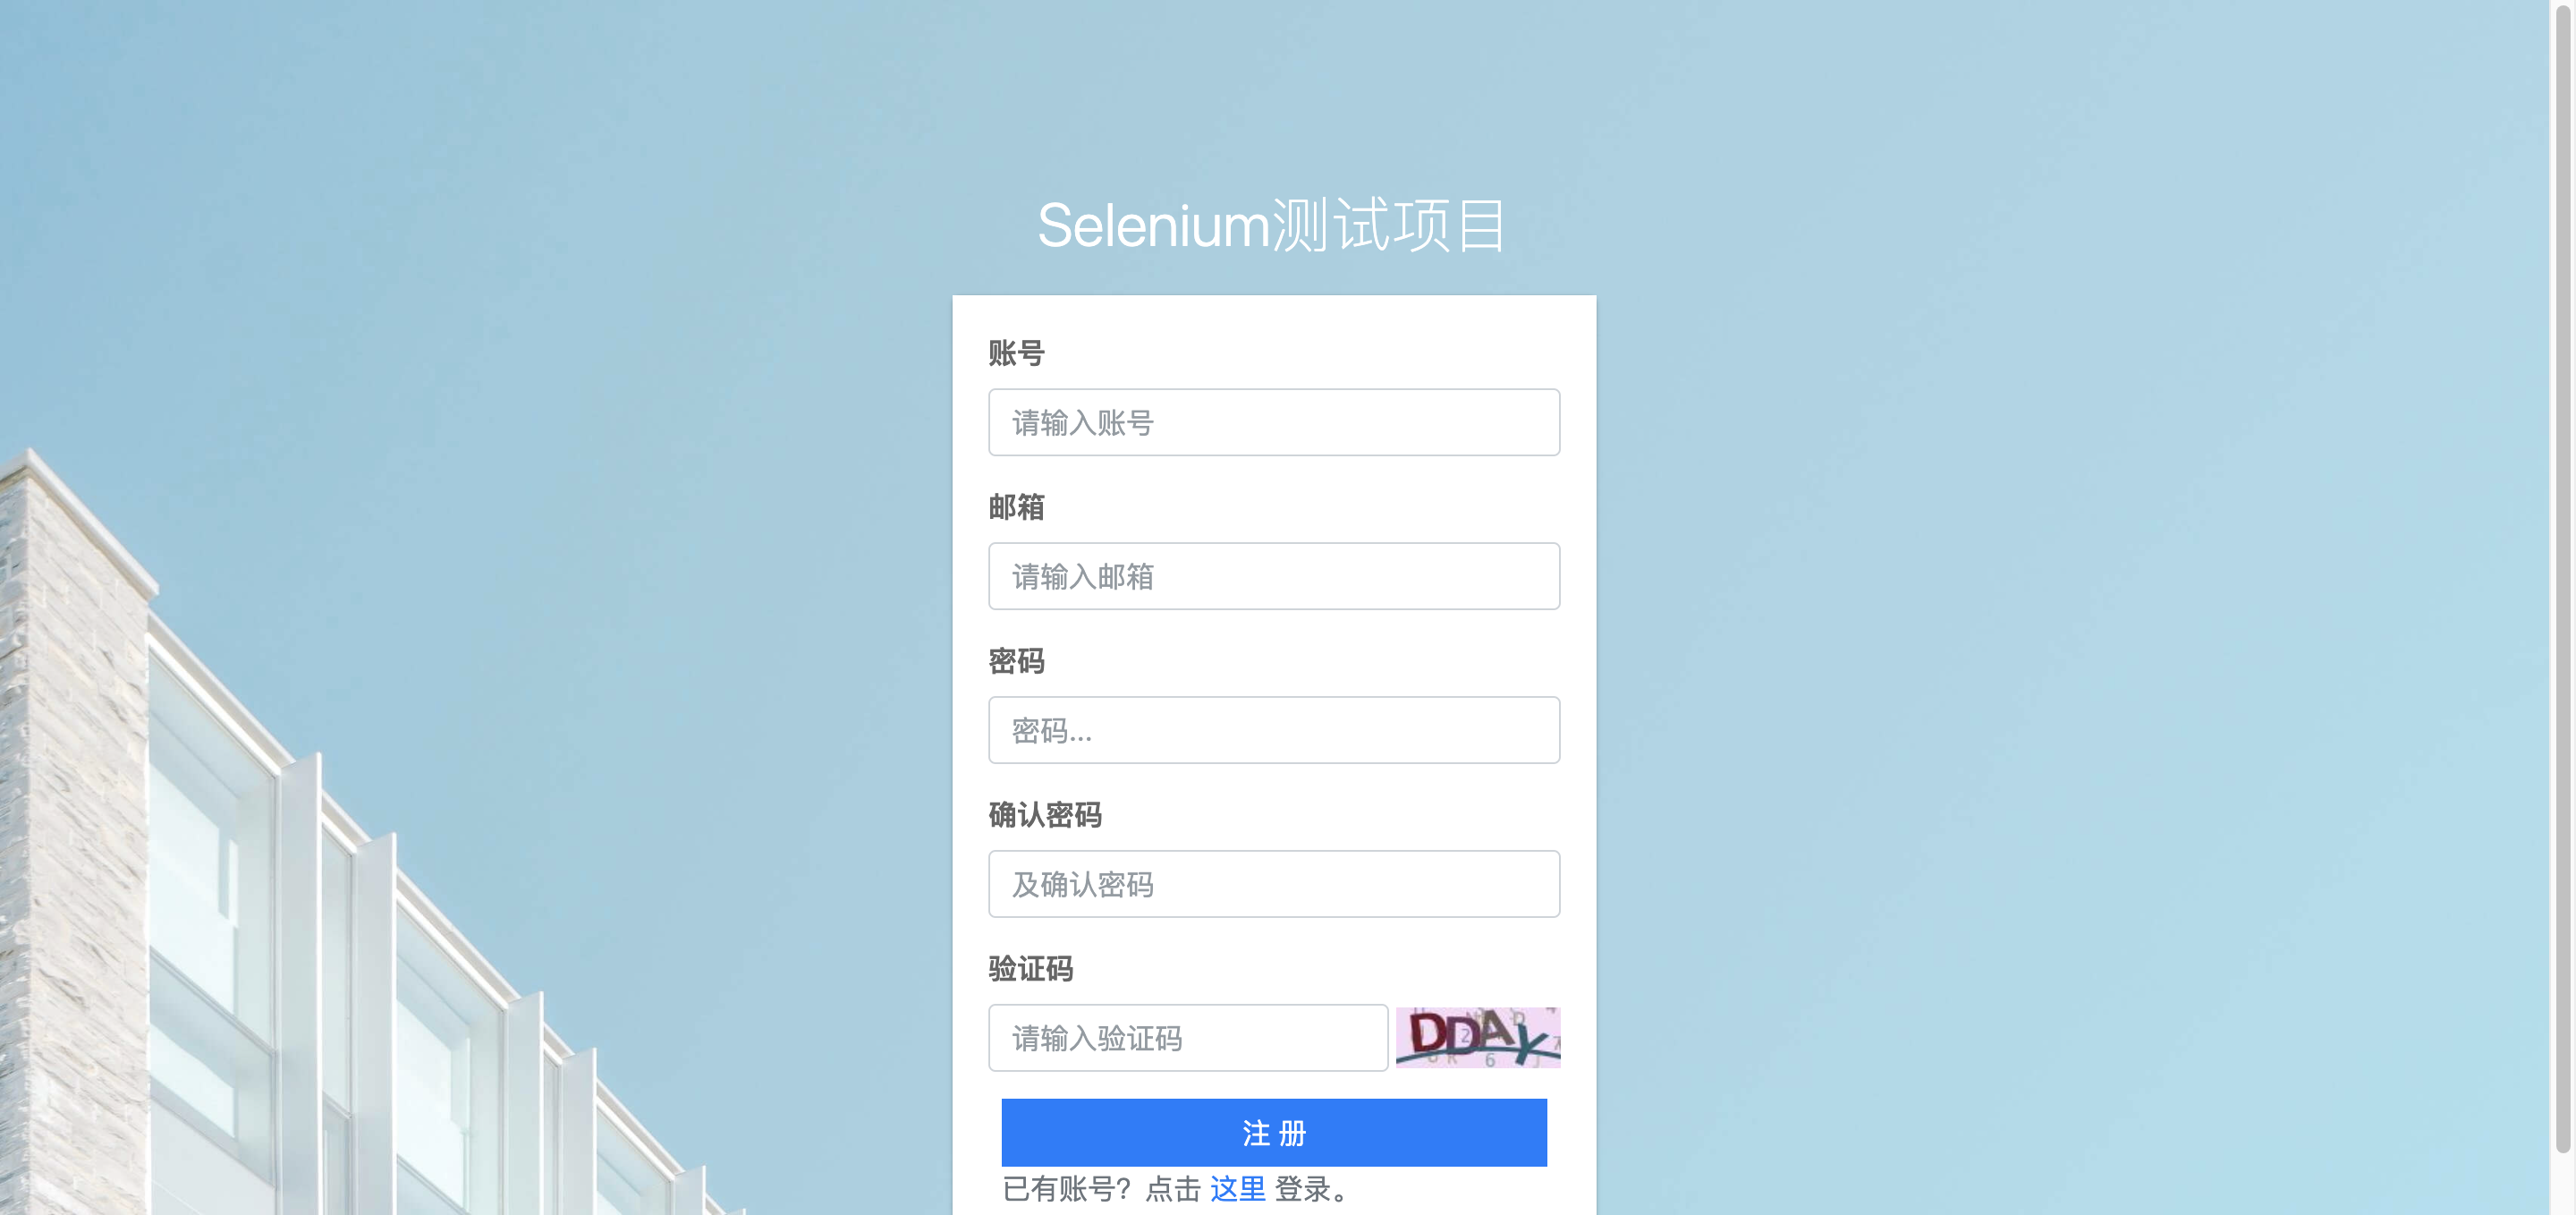 Selenium测试项目
账号
请输入账号
邮箱
请输入邮箱
密码
密码...
确认密码
及确认密码
验证码
请输入验证码
DDAY
注 册
已有账号？点击 这里 登录。